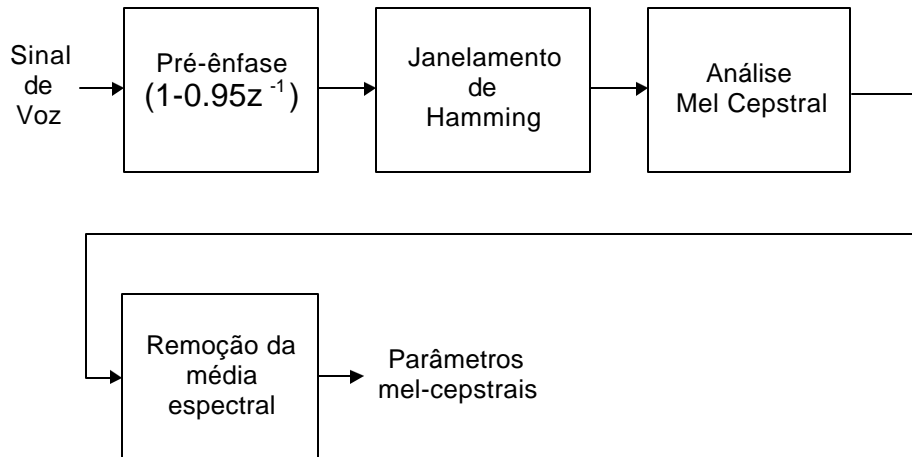 Sinal
de
Voz
Pré-ênfase
(1-0.95z⁻¹)
Janelamento
de
Hamming
Análise
Mel Cepstral
Remoção da
média
espectral
Parâmetros
mel-cepstrais